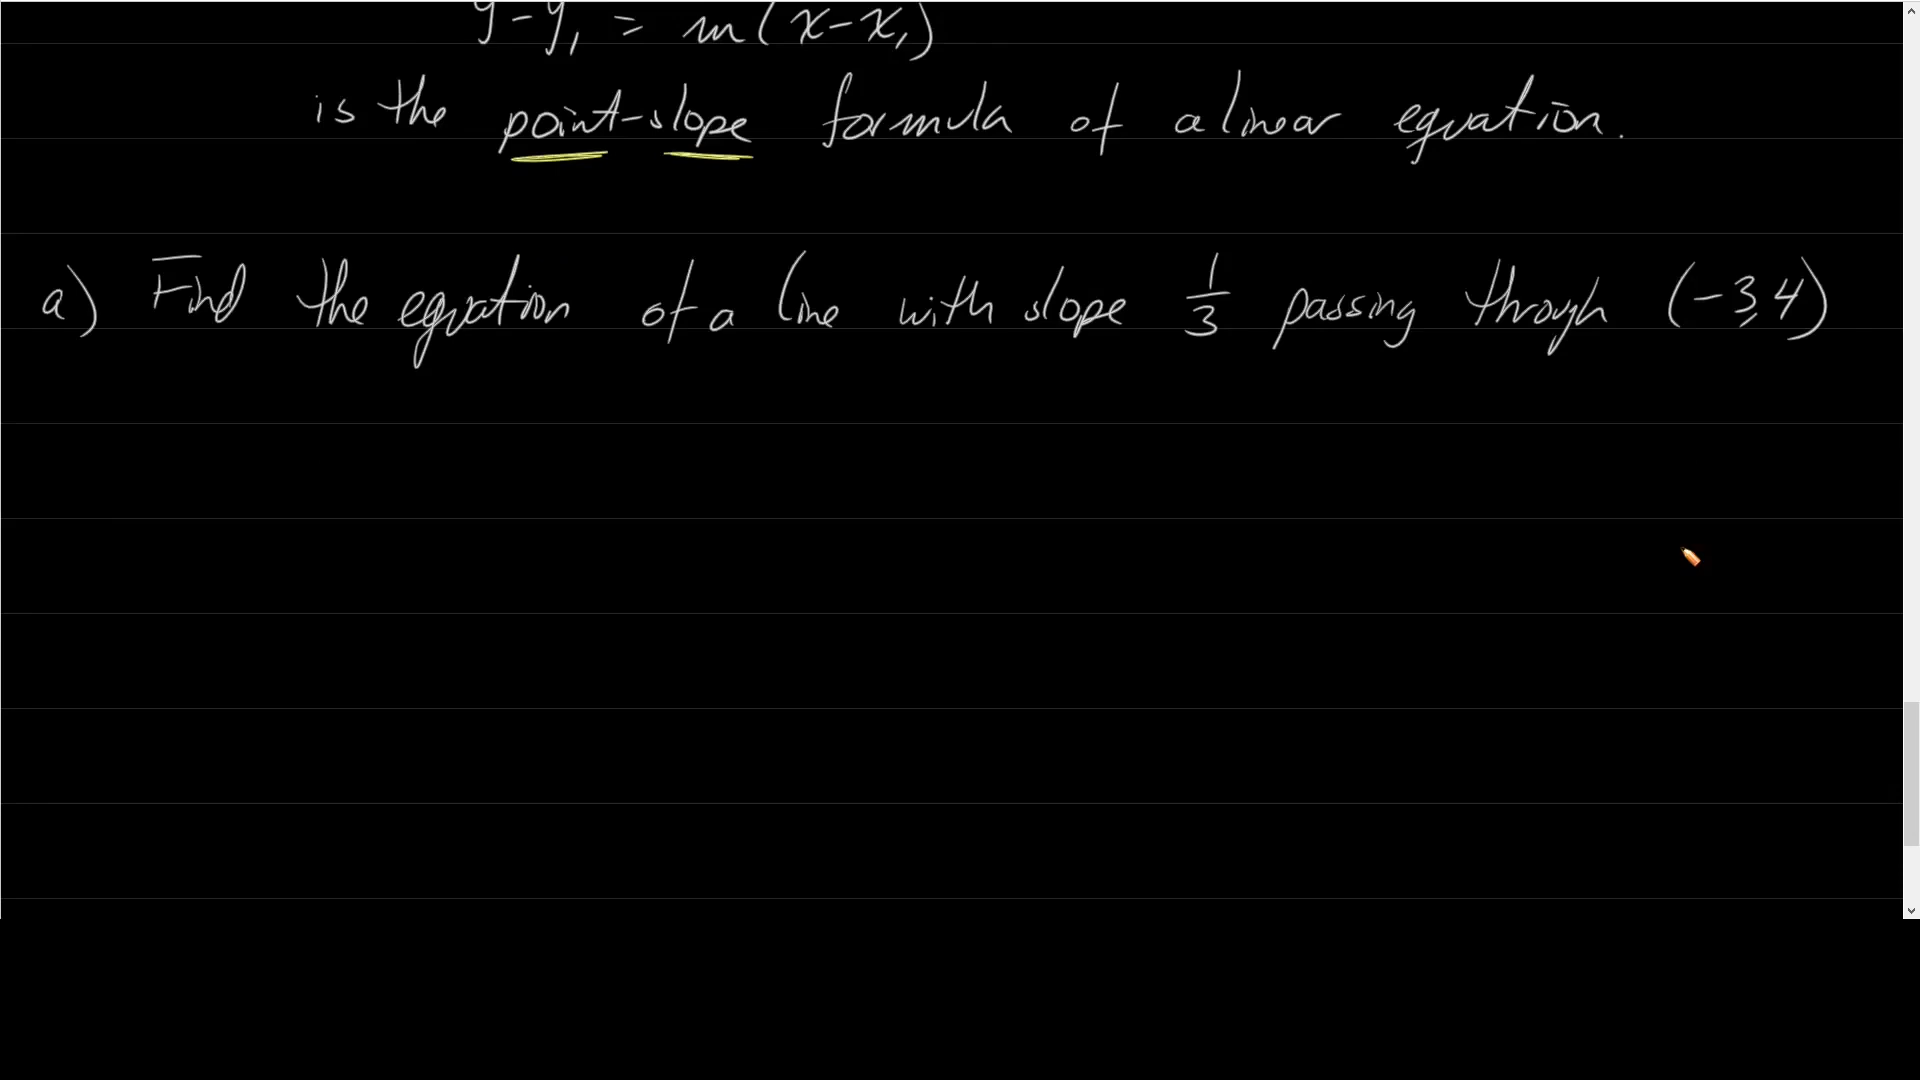 y-y₁ = m(x-x₁)
is the point-slope formula of a linear equation.
a) Find the equation of a line with slope 1/3 passing through (-3,4)